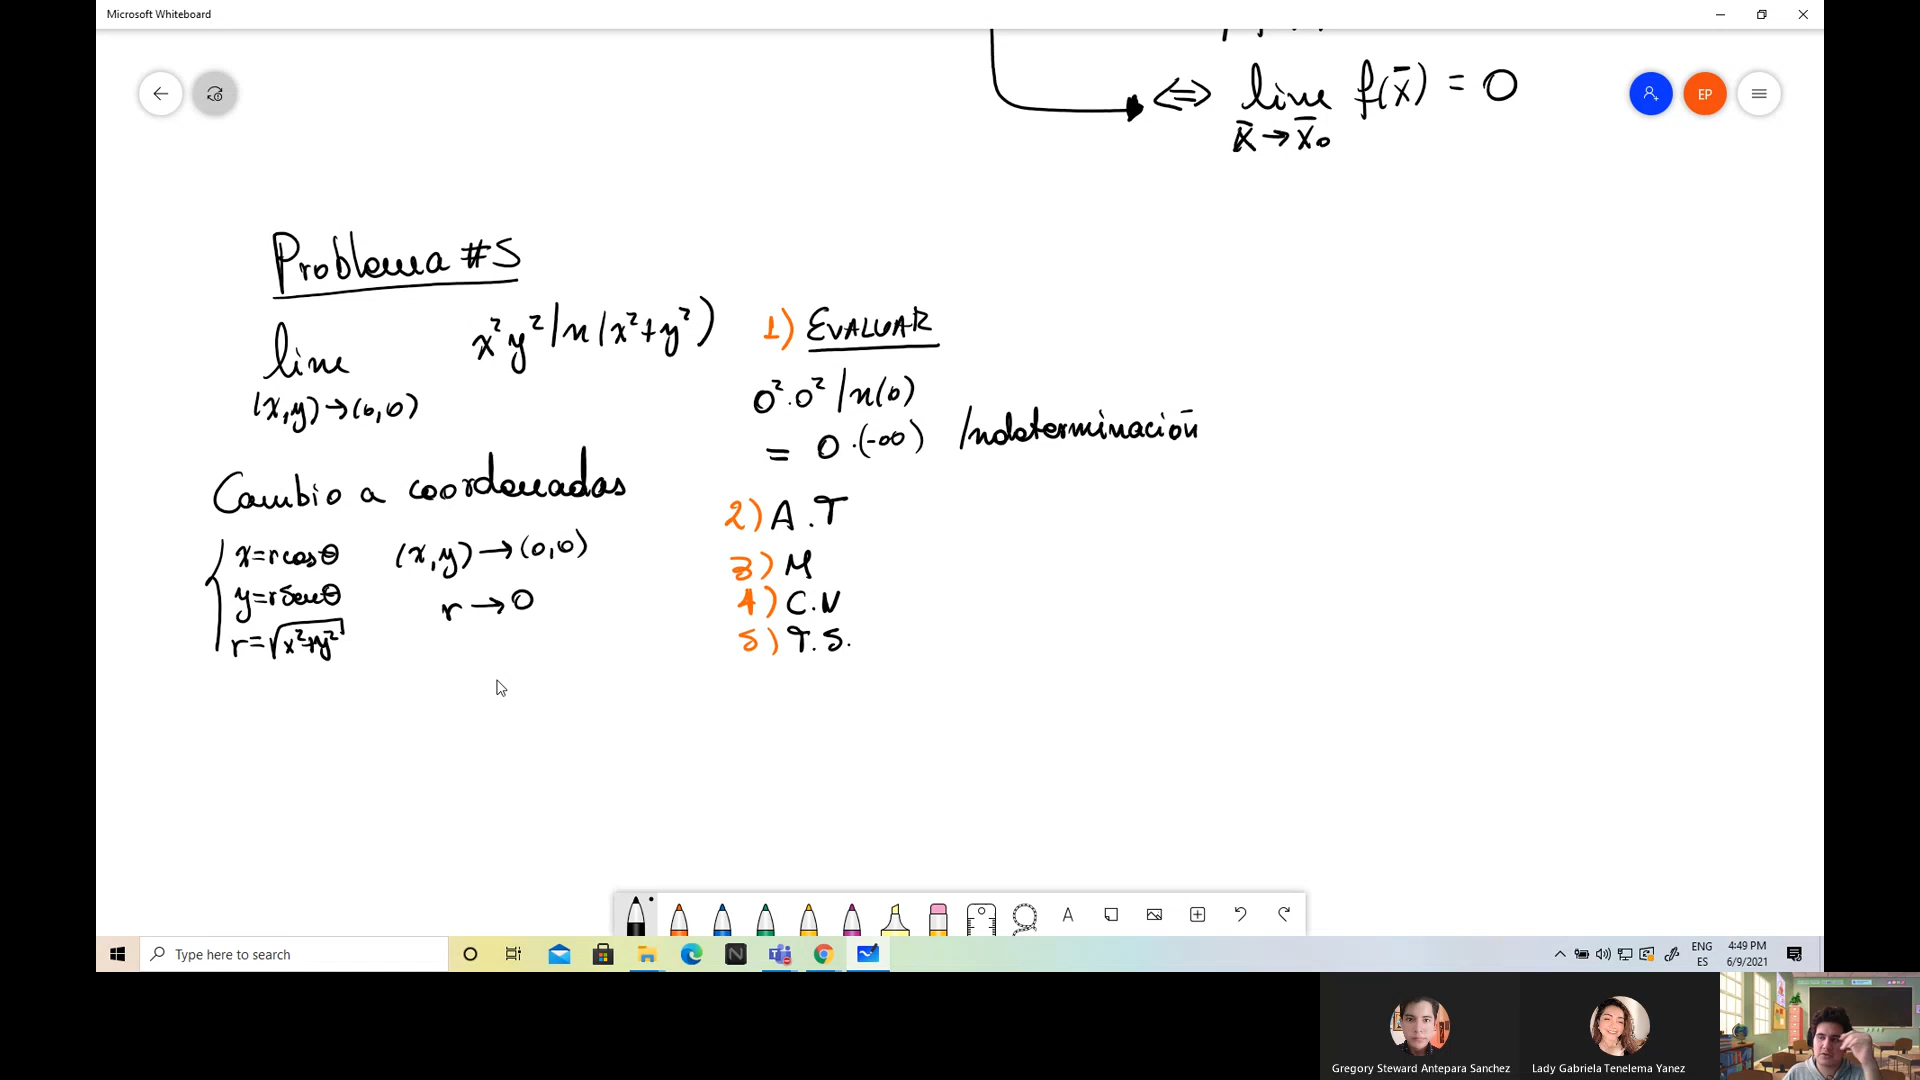 Microsoft Whiteboard
⟺ lim f(x̄) = 0
x̄→x̄₀
EP
Problema #5
lim x²y² ln(x²+y²)
(x,y)→(0,0)
1) EVALUAR
0²·0² ln(0)
= 0·(-∞) Indeterminación
Cambio a coordenadas
x=rcosθ (x,y)→(0,0)
y=rsenθ r→0
r=√x²+y²
2) A.T
3) M
4) C.V
5) T.S.
A
Type here to search
ENG
ES
4:49 PM
6/9/2021
Gregory Steward Antepara Sanchez
Lady Gabriela Tenelema Yanez